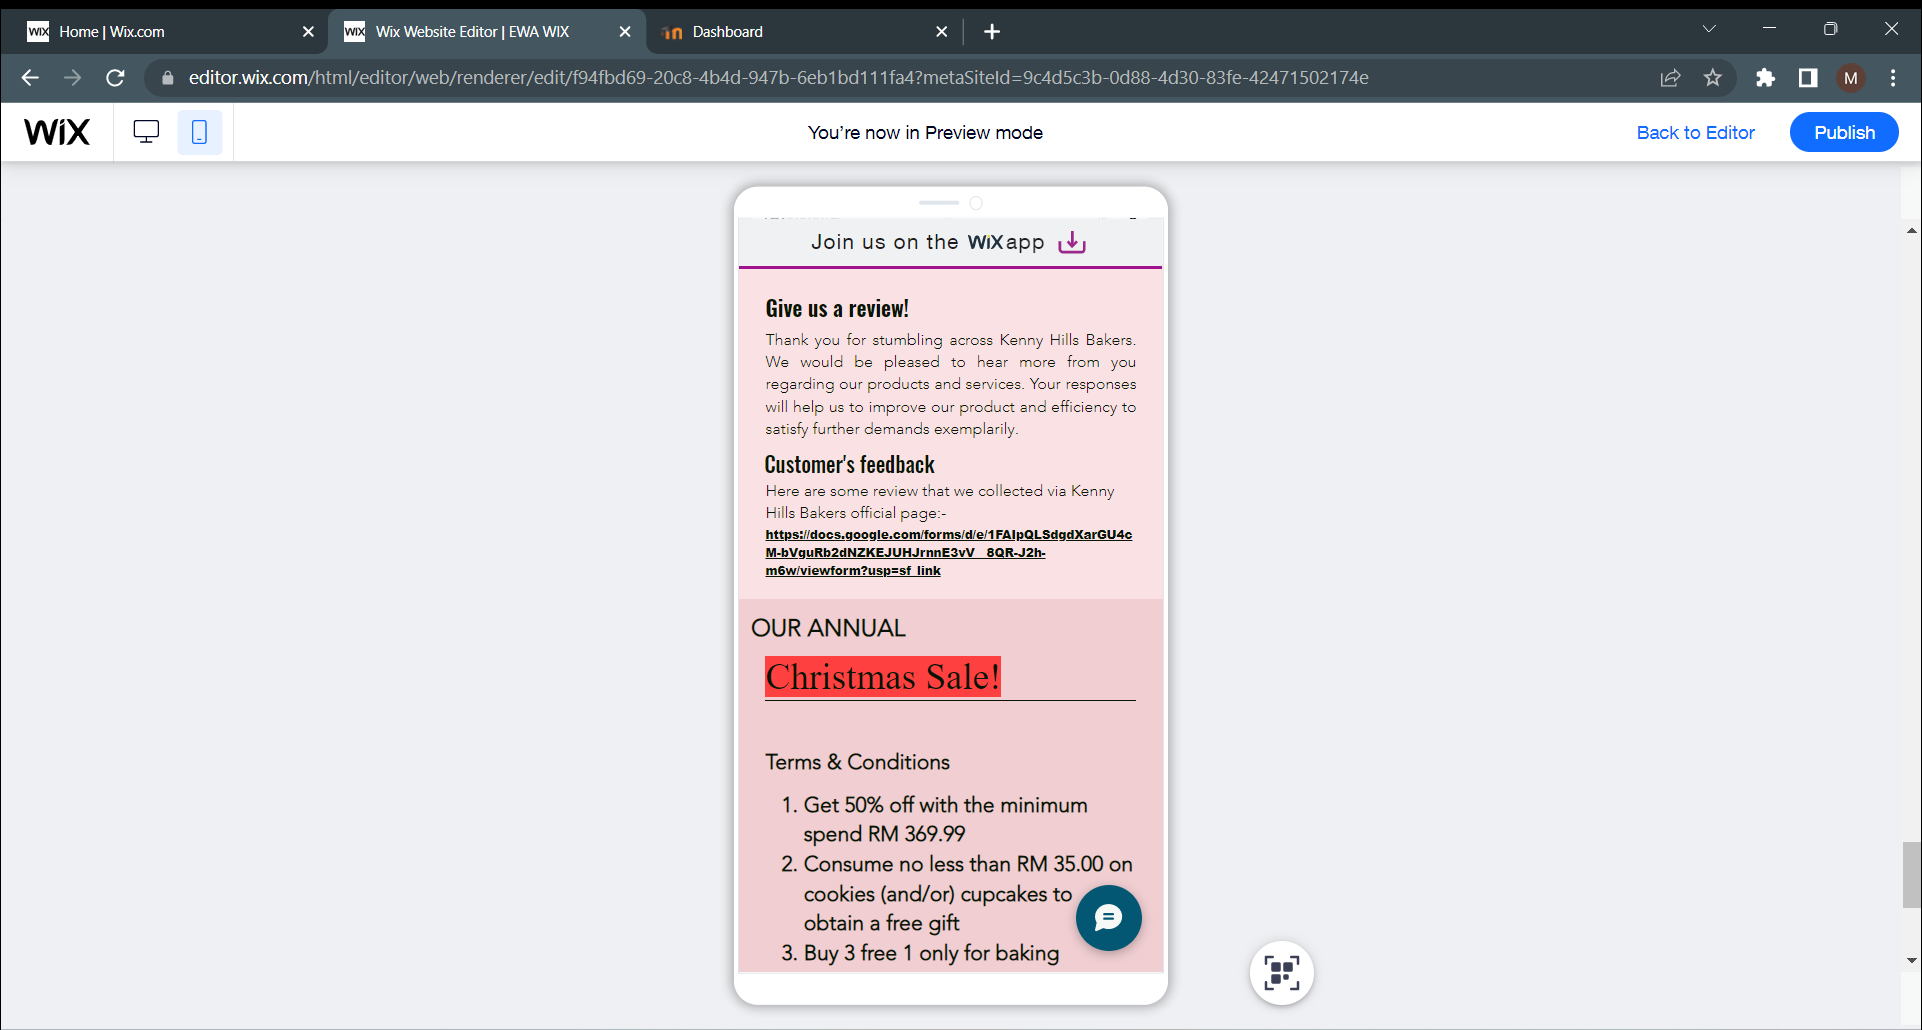 Home | Wix.com
Wix Website Editor | EWA WIX
Dashboard
editor.wix.com/html/editor/web/renderer/edit/f94fbd69-20c8-4b4d-947b-6eb1bd111fa4?metaSiteId=9c4d5c3b-0d88-4d30-83fe-42471502174e
M
WiX
You're now in Preview mode
Back to Editor
Publish
Join us on the WiX app
Give us a review!
Thank you for stumbling across Kenny Hills Bakers.
We would be pleased to hear more from you
regarding our products and services. Your responses
will help us to improve our product and efficiency to
satisfy further demands exemplarily.
Customer's feedback
Here are some review that we collected via Kenny
Hills Bakers official page:-
https://docs.google.com/forms/d/e/1FAIpQLSdgdXarGU4c
M-bVguRb2dNZKEJUHJrnnE3vV__8QR-J2h-
m6w/viewform?usp=sf_link
OUR ANNUAL
Christmas Sale!
Terms & Conditions
1. Get 50% off with the minimum
spend RM 369.99
2. Consume no less than RM 35.00 on
cookies (and/or) cupcakes to
obtain a free gift
3. Buy 3 free 1 only for baking